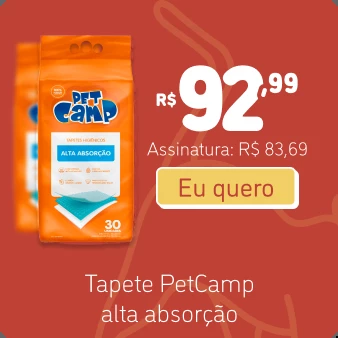 PET
CAMP
TAPETES HIGIÊNICOS
ALTA ABSORÇÃO
30
R$ 92,99
Assinatura: R$ 83,69
Eu quero
Tapete PetCamp
alta absorção